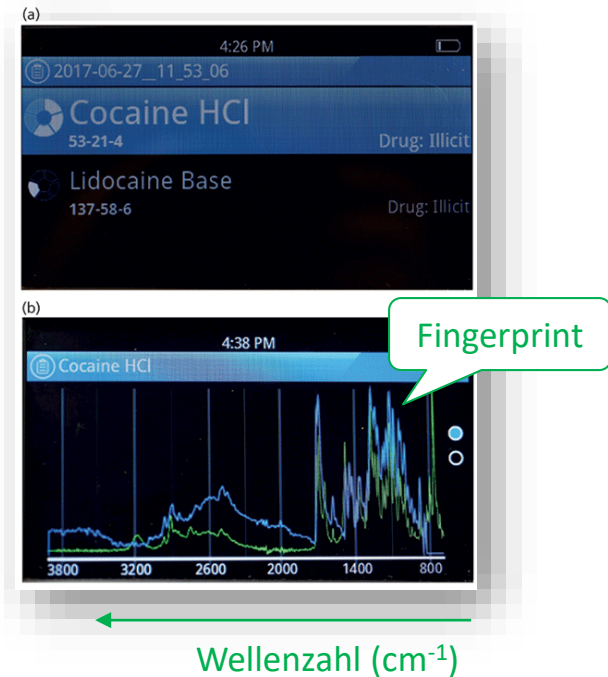 (a)
4:26 PM
2017-06-27__11_53_06
Cocaine HCl
53-21-4
Drug: Illicit
Lidocaine Base
137-58-6
Drug: Illicit
(b)
4:38 PM
Fingerprint
Cocaine HCl
3800 3200 2600 2000 1400 800
Wellenzahl (cm⁻¹)